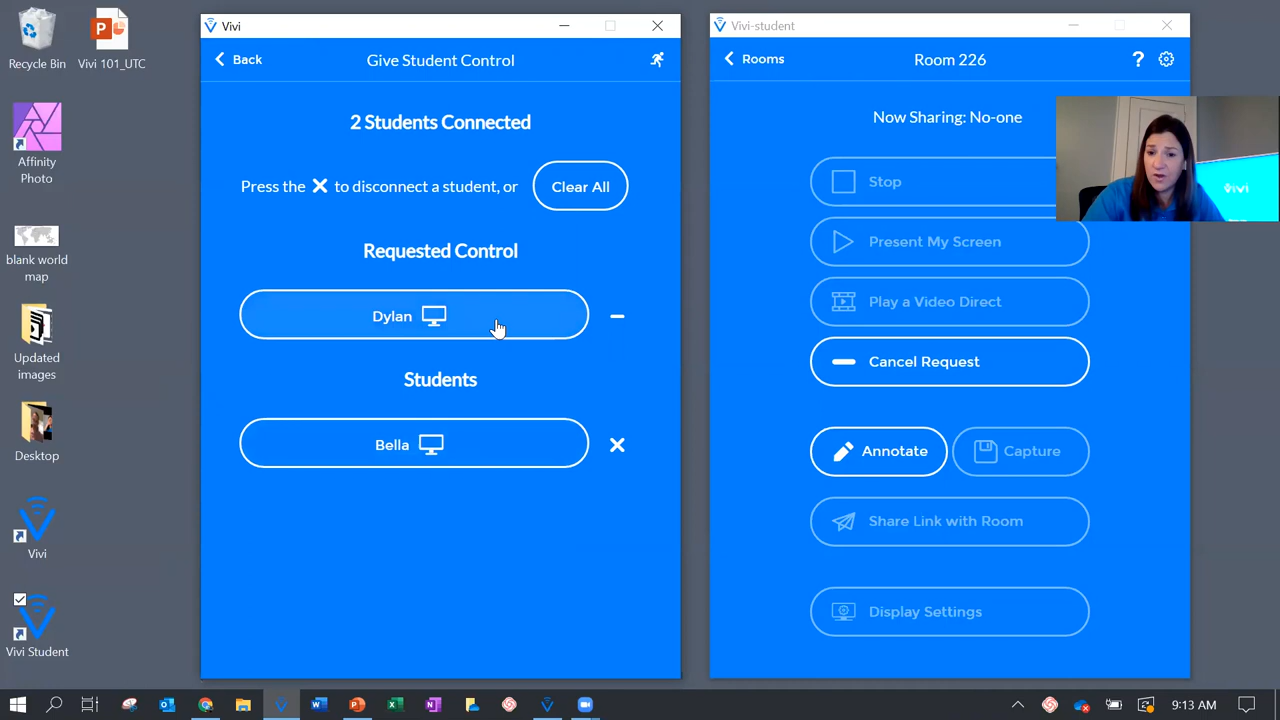 Recycle Bin
Vivi 101_UTC
Affinity
Photo
blank world
map
Updated
images
Desktop
Vivi
Vivi Student
Vivi
Back
Give Student Control
2 Students Connected
Press the ✕ to disconnect a student, or
Clear All
Requested Control
Dylan
Students
Bella
Vivi-student
Rooms
Room 226
?
Now Sharing: No-one
Stop
Present My Screen
Play a Video Direct
Cancel Request
Annotate
Capture
Share Link with Room
Display Settings
vivi
9:13 AM